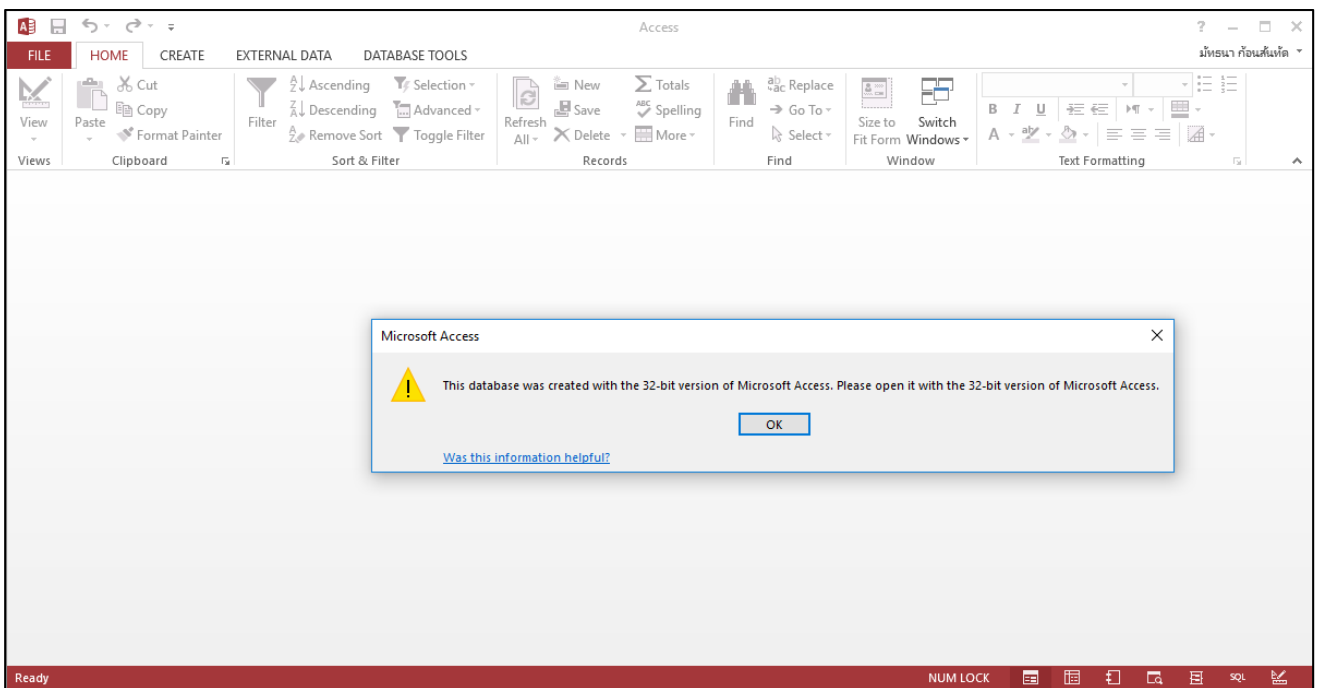 Access
FILE HOME CREATE EXTERNAL DATA DATABASE TOOLS
มัทธนา ก้อนสันทัด
View
Views
Paste
Cut
Copy
Format Painter
Clipboard
Filter
Ascending
Descending
Remove Sort
Selection
Advanced
Toggle Filter
Sort & Filter
Refresh
All
New
Save
Delete
Totals
Spelling
More
Records
Find
Replace
Go To
Select
Find
Size to
Fit Form
Switch
Windows
Window
B I U
A
Text Formatting
Microsoft Access
This database was created with the 32-bit version of Microsoft Access. Please open it with the 32-bit version of Microsoft Access.
OK
Was this information helpful?
Ready
NUM LOCK
SQL